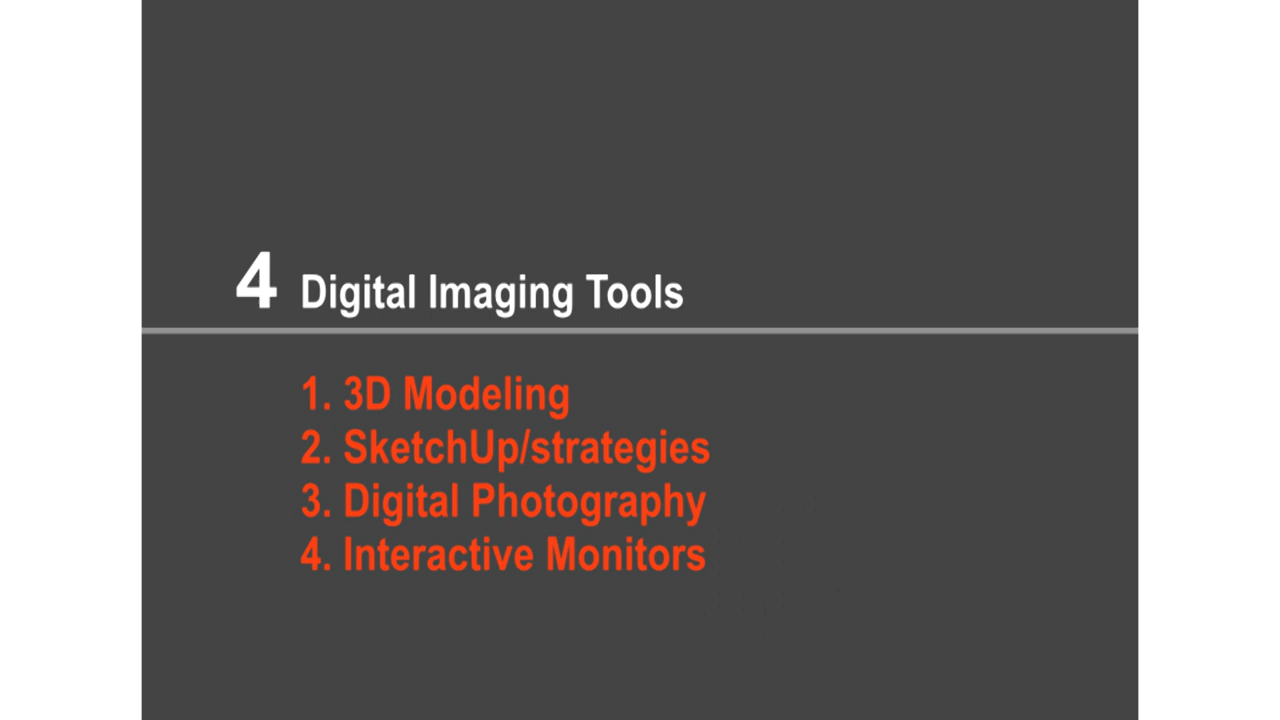 4 Digital Imaging Tools
1. 3D Modeling
2. SketchUp/strategies
3. Digital Photography
4. Interactive Monitors